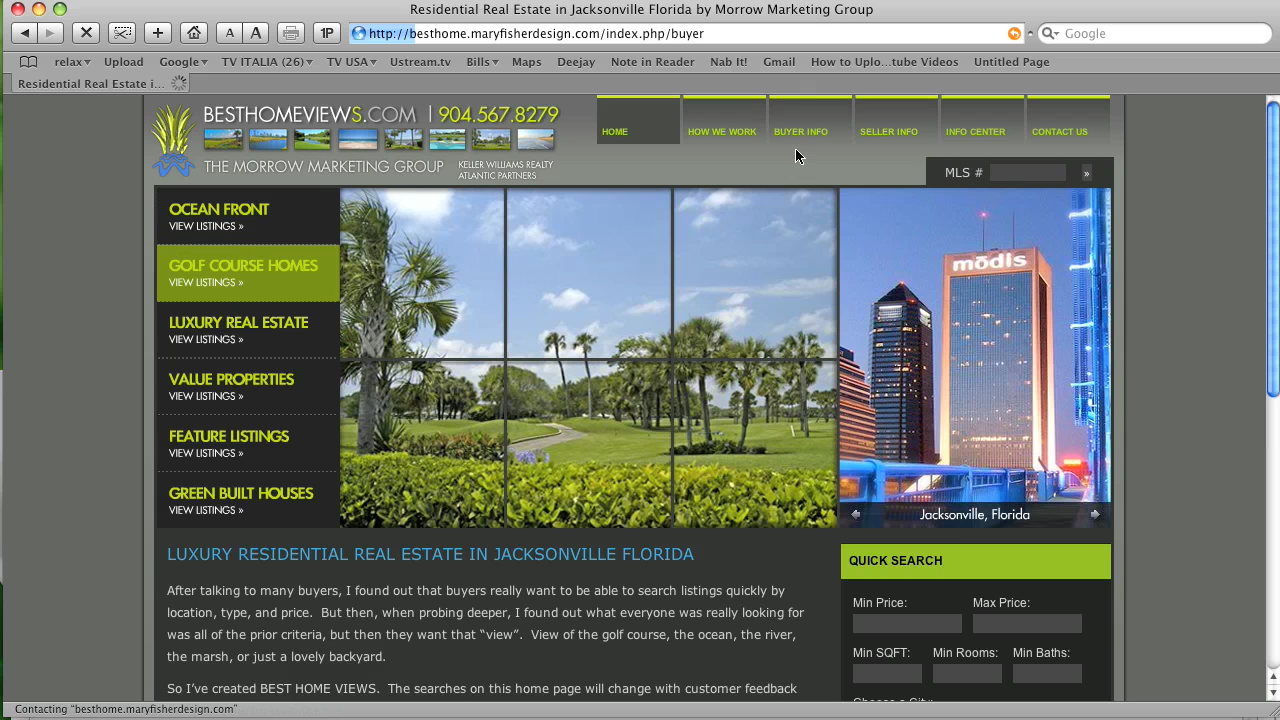 Residential Real Estate in Jacksonville Florida by Morrow Marketing Group
A A 1P http://besthome.maryfisherdesign.com/index.php/buyer Google
relax Upload Google TV ITALIA (26) TV USA Ustream.tv Bills Maps Deejay Note in Reader Nab It! Gmail How to Uplo...tube Videos Untitled Page
Residential Real Estate i...
BESTHOMEVIEWS.COM | 904.567.8279
THE MORROW MARKETING GROUP
KELLER WILLIAMS REALTY
ATLANTIC PARTNERS
HOME HOW WE WORK BUYER INFO SELLER INFO INFO CENTER CONTACT US
MLS # »
OCEAN FRONT
VIEW LISTINGS »
GOLF COURSE HOMES
VIEW LISTINGS »
LUXURY REAL ESTATE
VIEW LISTINGS »
VALUE PROPERTIES
VIEW LISTINGS »
FEATURE LISTINGS
VIEW LISTINGS »
GREEN BUILT HOUSES
VIEW LISTINGS »
modis
Jacksonville, Florida
LUXURY RESIDENTIAL REAL ESTATE IN JACKSONVILLE FLORIDA
After talking to many buyers, I found out that buyers really want to be able to search listings quickly by
location, type, and price.  But then, when probing deeper, I found out what everyone was really looking for
was all of the prior criteria, but then they want that “view”.  View of the golf course, the ocean, the river,
the marsh, or just a lovely backyard.
So I’ve created BEST HOME VIEWS.  The searches on this home page will change with customer feedback
QUICK SEARCH
Min Price: Max Price:
Min SQFT: Min Rooms: Min Baths:
Choose a City:
Contacting “besthome.maryfisherdesign.com”